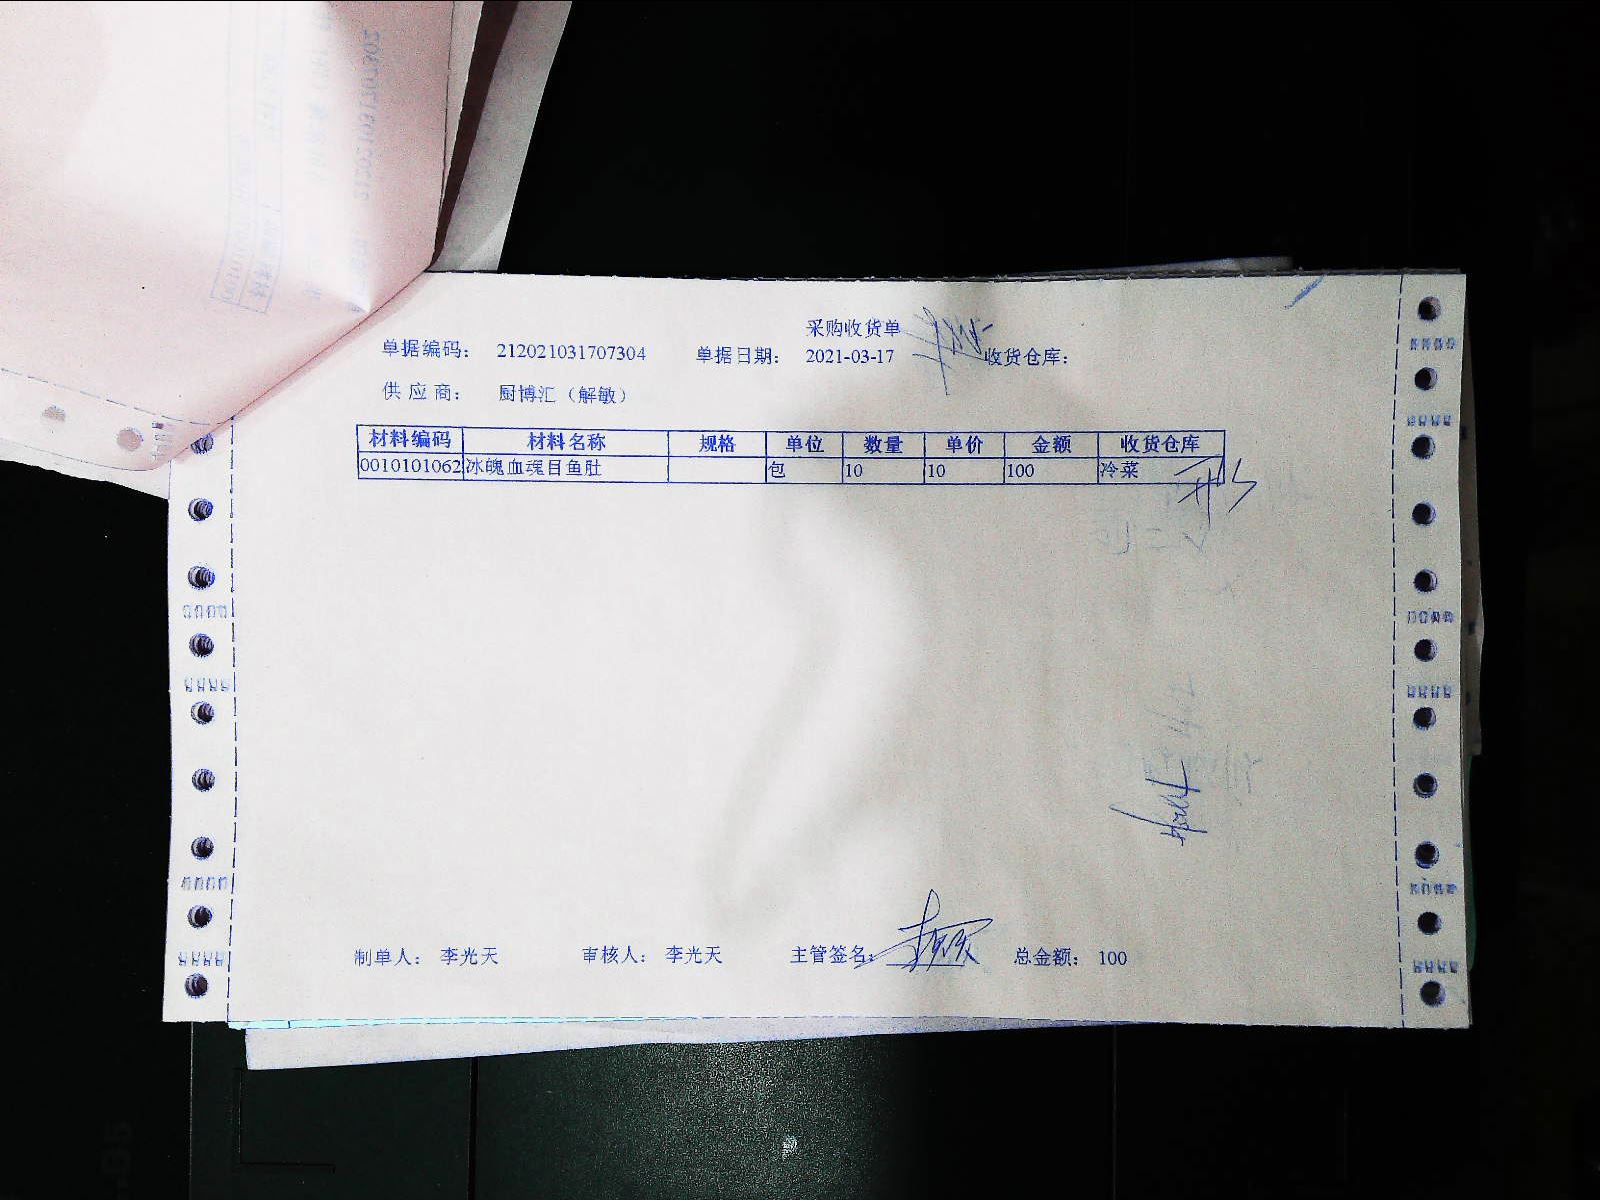 采购收货单
单据编码： 212021031707304 单据日期： 2021-03-17 收货仓库：
供应商： 厨博汇（解敏）
材料编码 材料名称 规格 单位 数量 单价 金额 收货仓库
0010101062 冰魄血魂目鱼肚 包 10 10 100 冷菜
制单人： 李光天 审核人： 李光天 主管签名： 总金额： 100